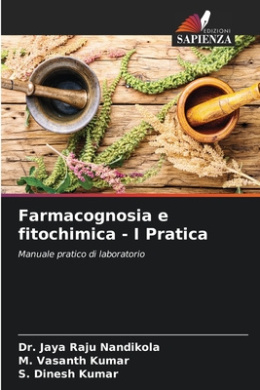 EDIZIONI
SAPIENZA
Farmacognosia e
fitochimica - I Pratica
Manuale pratico di laboratorio
Dr. Jaya Raju Nandikola
M. Vasanth Kumar
S. Dinesh Kumar